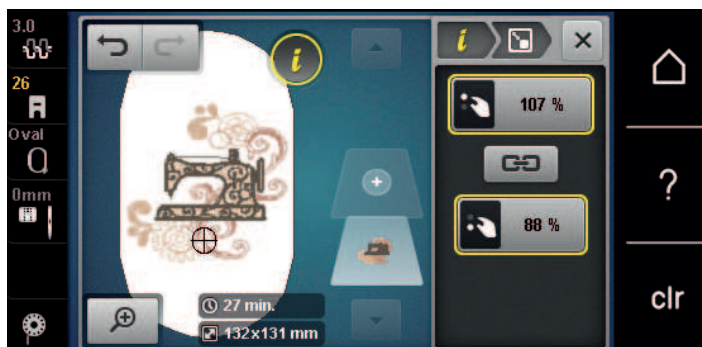 3.0
26
Oval
0mm
i
27 min.
132x131 mm
i
107 %
88 %
?
clr